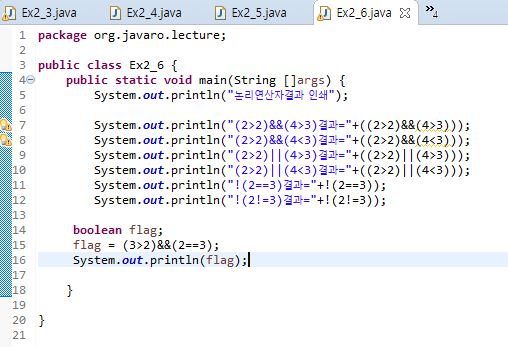 Ex2_3.java Ex2_4.java Ex2_5.java Ex2_6.java »4
1 package org.javaro.lecture;
2
3 public class Ex2_6 {
4 public static void main(String []args) {
5 System.out.println("논리연산자결과 인쇄");
6
7 System.out.println("(2>2)&&(4>3)결과="+((2>2)&&(4>3)));
8 System.out.println("(2>2)&&(4<3)결과="+((2>2)&&(4<3)));
9 System.out.println("(2>2)||(4>3)결과="+((2>2)||(4>3)));
10 System.out.println("(2>2)||(4<3)결과="+((2>2)||(4<3)));
11 System.out.println("!(2==3)결과="+!(2==3));
12 System.out.println("!(2!=3)결과="+!(2!=3));
13
14 boolean flag;
15 flag = (3>2)&&(2==3);
16 System.out.println(flag);
17
18 }
19
20 }
21